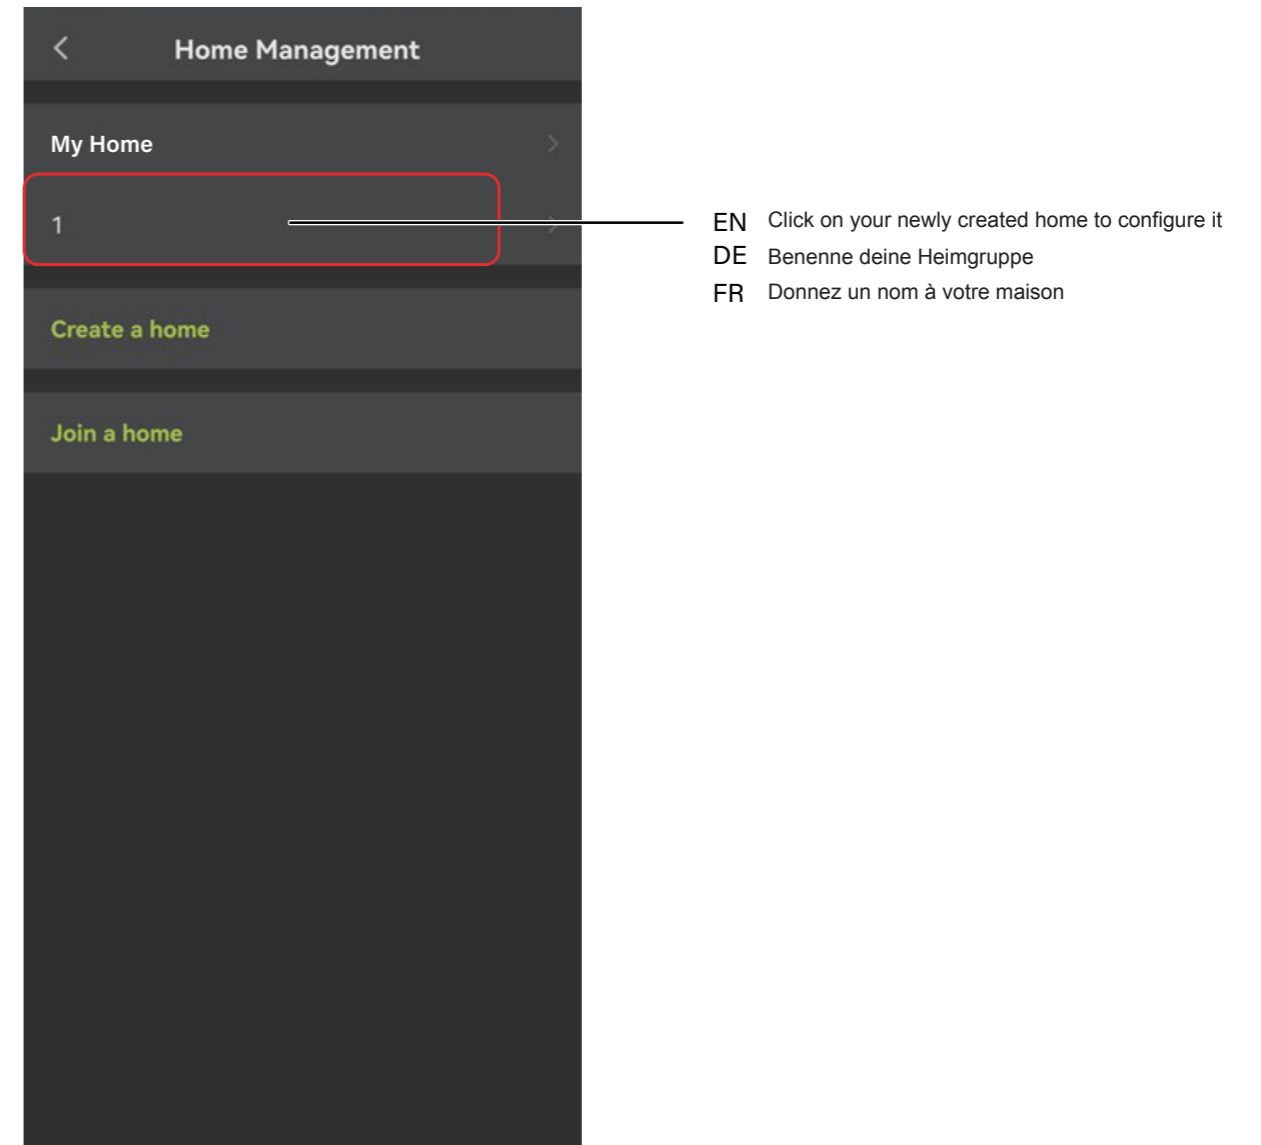 Home Management
My Home
1
EN Click on your newly created home to configure it
DE Benenne deine Heimgruppe
FR Donnez un nom à votre maison
Create a home
Join a home